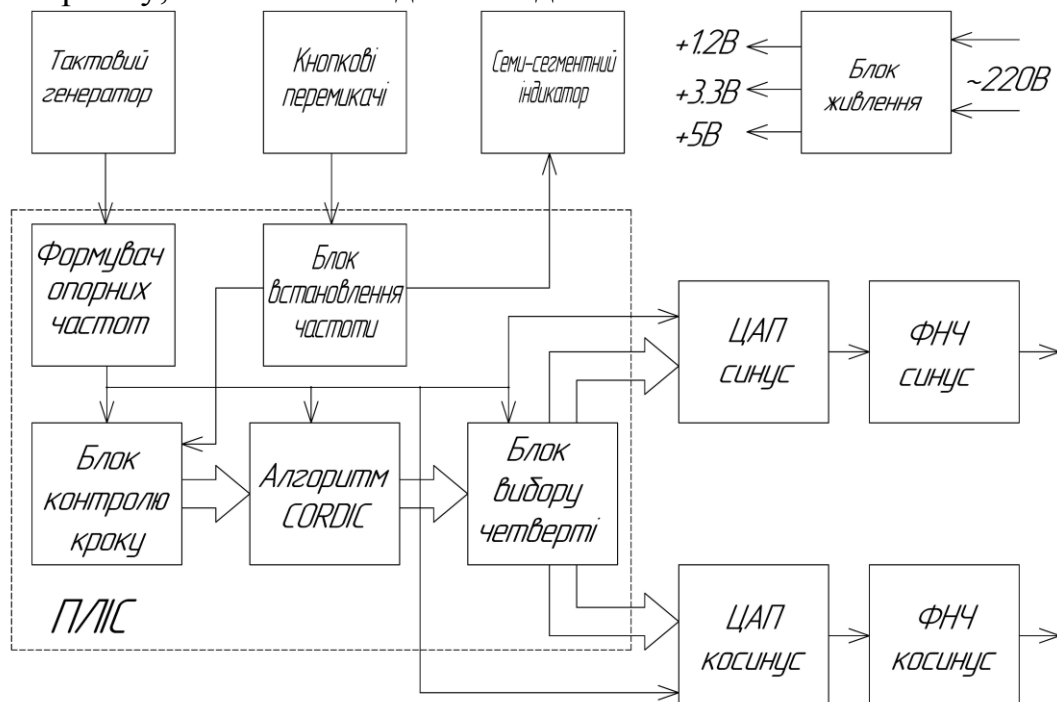 Тактовий
генератор
Кнопкові
перемикачі
Семи-сегментний
індикатор
+1.2В
+3.3В
+5В
Блок
живлення
~220В
Формувач
опорних
частот
Блок
встановлення
частоти
ЦАП
синус
ФНЧ
синус
Блок
контролю
кроку
Алгоритм
CORDIC
Блок
вибору
четверті
ПЛІС
ЦАП
косинус
ФНЧ
косинус